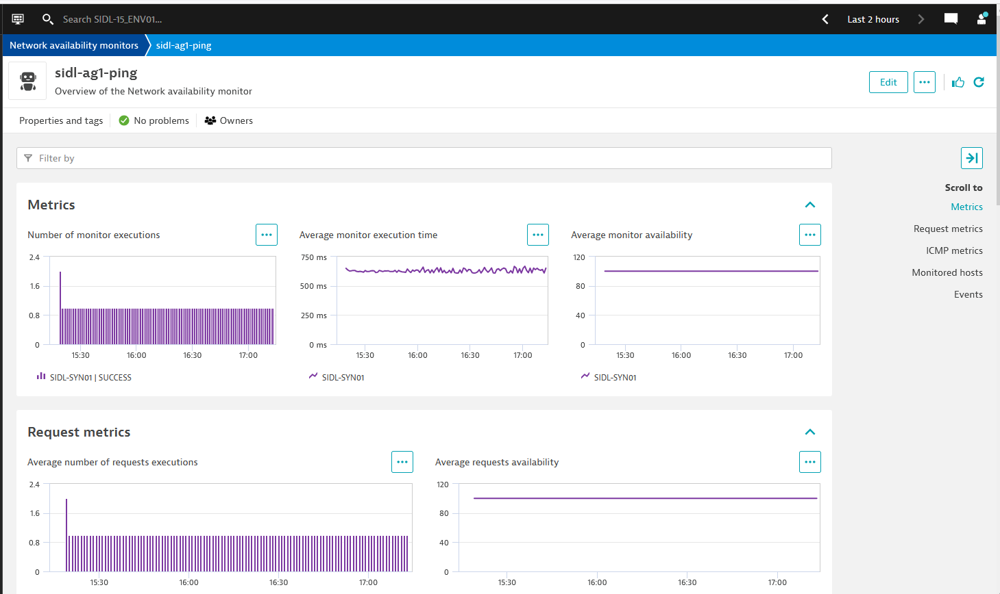 Search SIDL-15_ENV01...
Last 2 hours
Network availability monitors
sidl-ag1-ping
sidl-ag1-ping
Overview of the Network availability monitor
Edit
Properties and tags
No problems
Owners
Filter by
Scroll to
Metrics
Request metrics
ICMP metrics
Monitored hosts
Events
Metrics
Number of monitor executions
2.4
1.6
0.8
0
15:30 16:00 16:30 17:00
SIDL-SYN01 | SUCCESS
Average monitor execution time
750 ms
500 ms
250 ms
0 ms
15:30 16:00 16:30 17:00
SIDL-SYN01
Average monitor availability
120
80
40
0
15:30 16:00 16:30 17:00
SIDL-SYN01
Request metrics
Average number of requests executions
2.4
1.6
0.8
0
15:30 16:00 16:30 17:00
Average requests availability
120
80
40
0
15:30 16:00 16:30 17:00